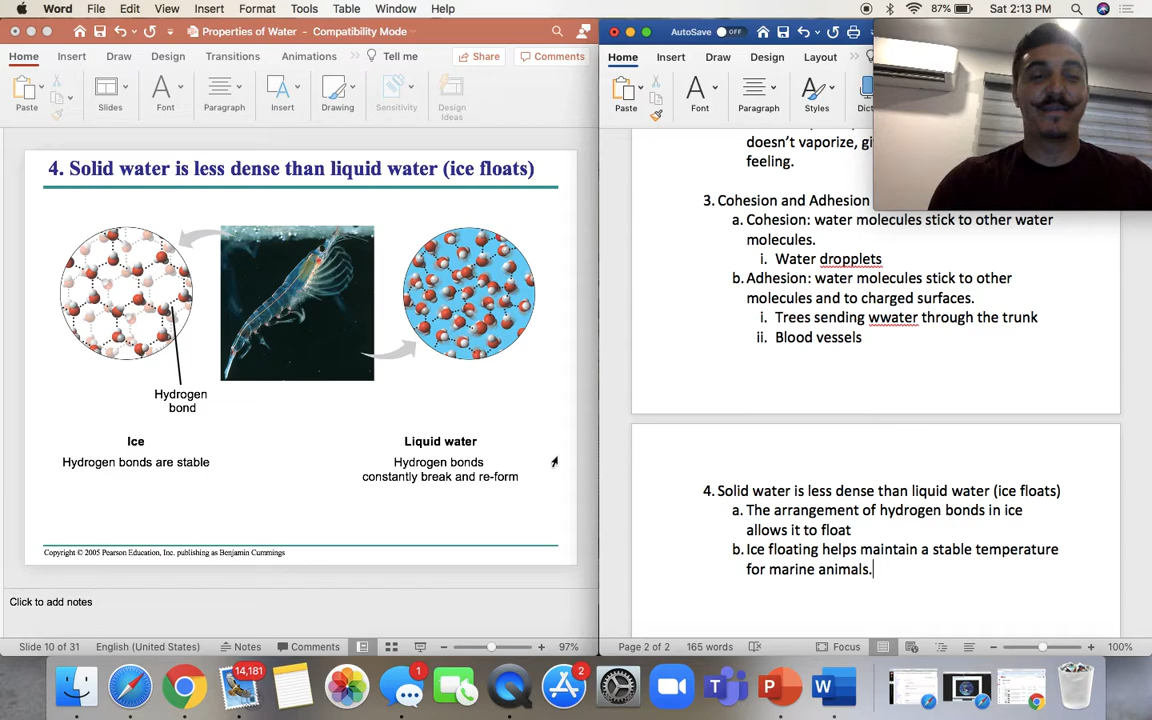 Word File Edit View Insert Format Tools Table Window Help 87% Sat 2:13 PM
Properties of Water - Compatibility Mode
Home Insert Draw Design Transitions Animations Tell me Share Comments
Paste Slides Font Paragraph Insert Drawing Sensitivity Design Ideas
4. Solid water is less dense than liquid water (ice floats)
Hydrogen
bond
Ice
Hydrogen bonds are stable
Liquid water
Hydrogen bonds
constantly break and re-form
Copyright © 2005 Pearson Education, Inc. publishing as Benjamin Cummings
Click to add notes
Slide 10 of 31 English (United States) Notes Comments 97%
AutoSave OFF
Home Insert Draw Design Layout
Paste Font Paragraph Styles
doesn't vaporize,
feeling.
3. Cohesion and Adhesion
a. Cohesion: water molecules stick to other water
molecules.
i. Water dropplets
b. Adhesion: water molecules stick to other
molecules and to charged surfaces.
i. Trees sending wwater through the trunk
ii. Blood vessels
4. Solid water is less dense than liquid water (ice floats)
a. The arrangement of hydrogen bonds in ice
allows it to float
b. Ice floating helps maintain a stable temperature
for marine animals.
Page 2 of 2 165 words Focus 100%
14,181 1 2